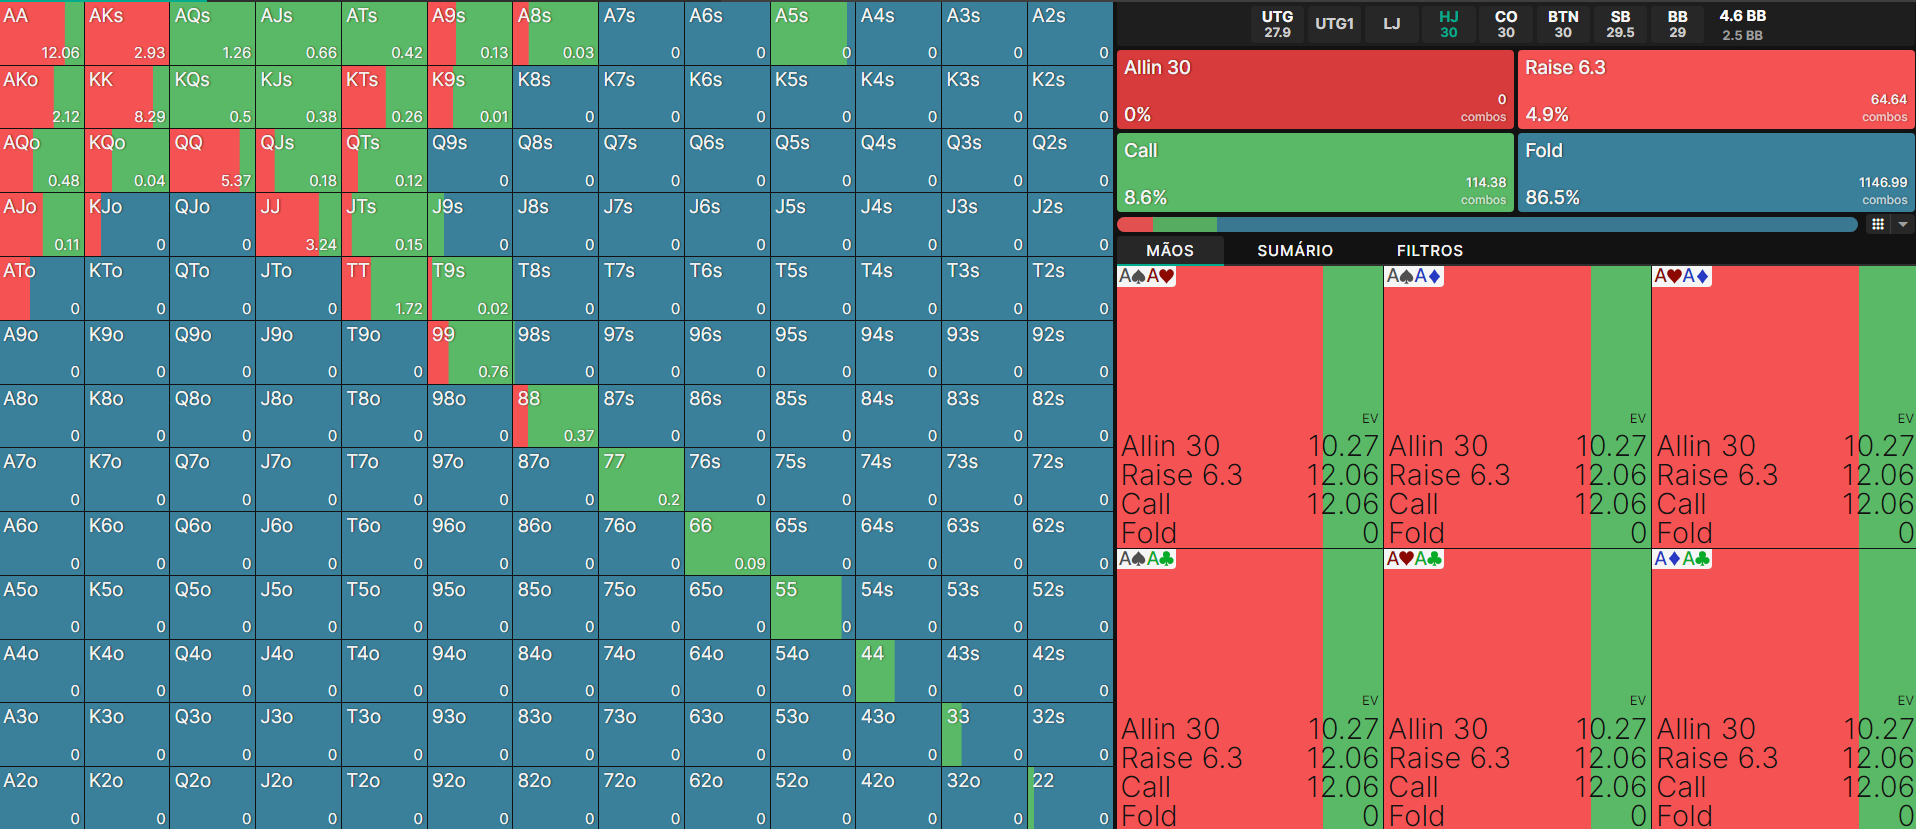 AA AKs AQs AJs ATs A9s A8s A7s A6s A5s A4s A3s A2s
12.06 2.93 1.26 0.66 0.42 0.13 0.03 0 0 0 0 0 0
AKo KK KQs KJs KTs K9s K8s K7s K6s K5s K4s K3s K2s
2.12 8.29 0.5 0.38 0.26 0.01 0 0 0 0 0 0 0
AQo KQo QQ QJs QTs Q9s Q8s Q7s Q6s Q5s Q4s Q3s Q2s
0.48 0.04 5.37 0.18 0.12 0 0 0 0 0 0 0 0
AJo KJo QJo JJ JTs J9s J8s J7s J6s J5s J4s J3s J2s
0.11 0 0 3.24 0.15 0 0 0 0 0 0 0 0
ATo KTo QTo JTo TT T9s T8s T7s T6s T5s T4s T3s T2s
0 0 0 0 1.72 0.02 0 0 0 0 0 0 0
A9o K9o Q9o J9o T9o 99 98s 97s 96s 95s 94s 93s 92s
0 0 0 0 0 0.76 0 0 0 0 0 0 0
A8o K8o Q8o J8o T8o 98o 88 87s 86s 85s 84s 83s 82s
0 0 0 0 0 0 0.37 0 0 0 0 0 0
A7o K7o Q7o J7o T7o 97o 87o 77 76s 75s 74s 73s 72s
0 0 0 0 0 0 0 0.2 0 0 0 0 0
A6o K6o Q6o J6o T6o 96o 86o 76o 66 65s 64s 63s 62s
0 0 0 0 0 0 0 0 0.09 0 0 0 0
A5o K5o Q5o J5o T5o 95o 85o 75o 65o 55 54s 53s 52s
0 0 0 0 0 0 0 0 0 0 0 0 0
A4o K4o Q4o J4o T4o 94o 84o 74o 64o 54o 44 43s 42s
0 0 0 0 0 0 0 0 0 0 0 0 0
A3o K3o Q3o J3o T3o 93o 83o 73o 63o 53o 43o 33 32s
0 0 0 0 0 0 0 0 0 0 0 0 0
A2o K2o Q2o J2o T2o 92o 82o 72o 62o 52o 42o 32o 22
0 0 0 0 0 0 0 0 0 0 0 0 0
UTG UTG1 LJ HJ CO BTN SB BB 4.6 BB
27.9 30 30 30 29.5 29 2.5 BB
Allin 30 Raise 6.3
0 64.64
0% combos 4.9% combos
Call Fold
114.38 1146.99
8.6% combos 86.5% combos
MÃOS SUMÁRIO FILTROS
A♠A♥ A♠A♦ A♥A♦
EV EV EV
Allin 30 10.27 Allin 30 10.27 Allin 30 10.27
Raise 6.3 12.06 Raise 6.3 12.06 Raise 6.3 12.06
Call 12.06 Call 12.06 Call 12.06
Fold 0 Fold 0 Fold 0
A♠A♣ A♥A♣ A♦A♣
EV EV EV
Allin 30 10.27 Allin 30 10.27 Allin 30 10.27
Raise 6.3 12.06 Raise 6.3 12.06 Raise 6.3 12.06
Call 12.06 Call 12.06 Call 12.06
Fold 0 Fold 0 Fold 0